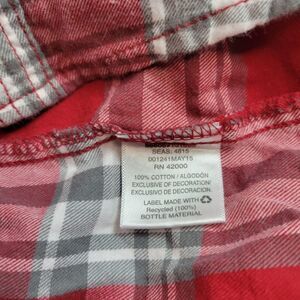 SEAS: 4815
001241MAY15
RN 42000
100% COTTON / ALGODÓN
EXCLUSIVE OF DECORATION/
EXCLUSIVO DE DECORACIÓN
LABEL MADE WITH
Recycled (100%)
BOTTLE MATERIAL